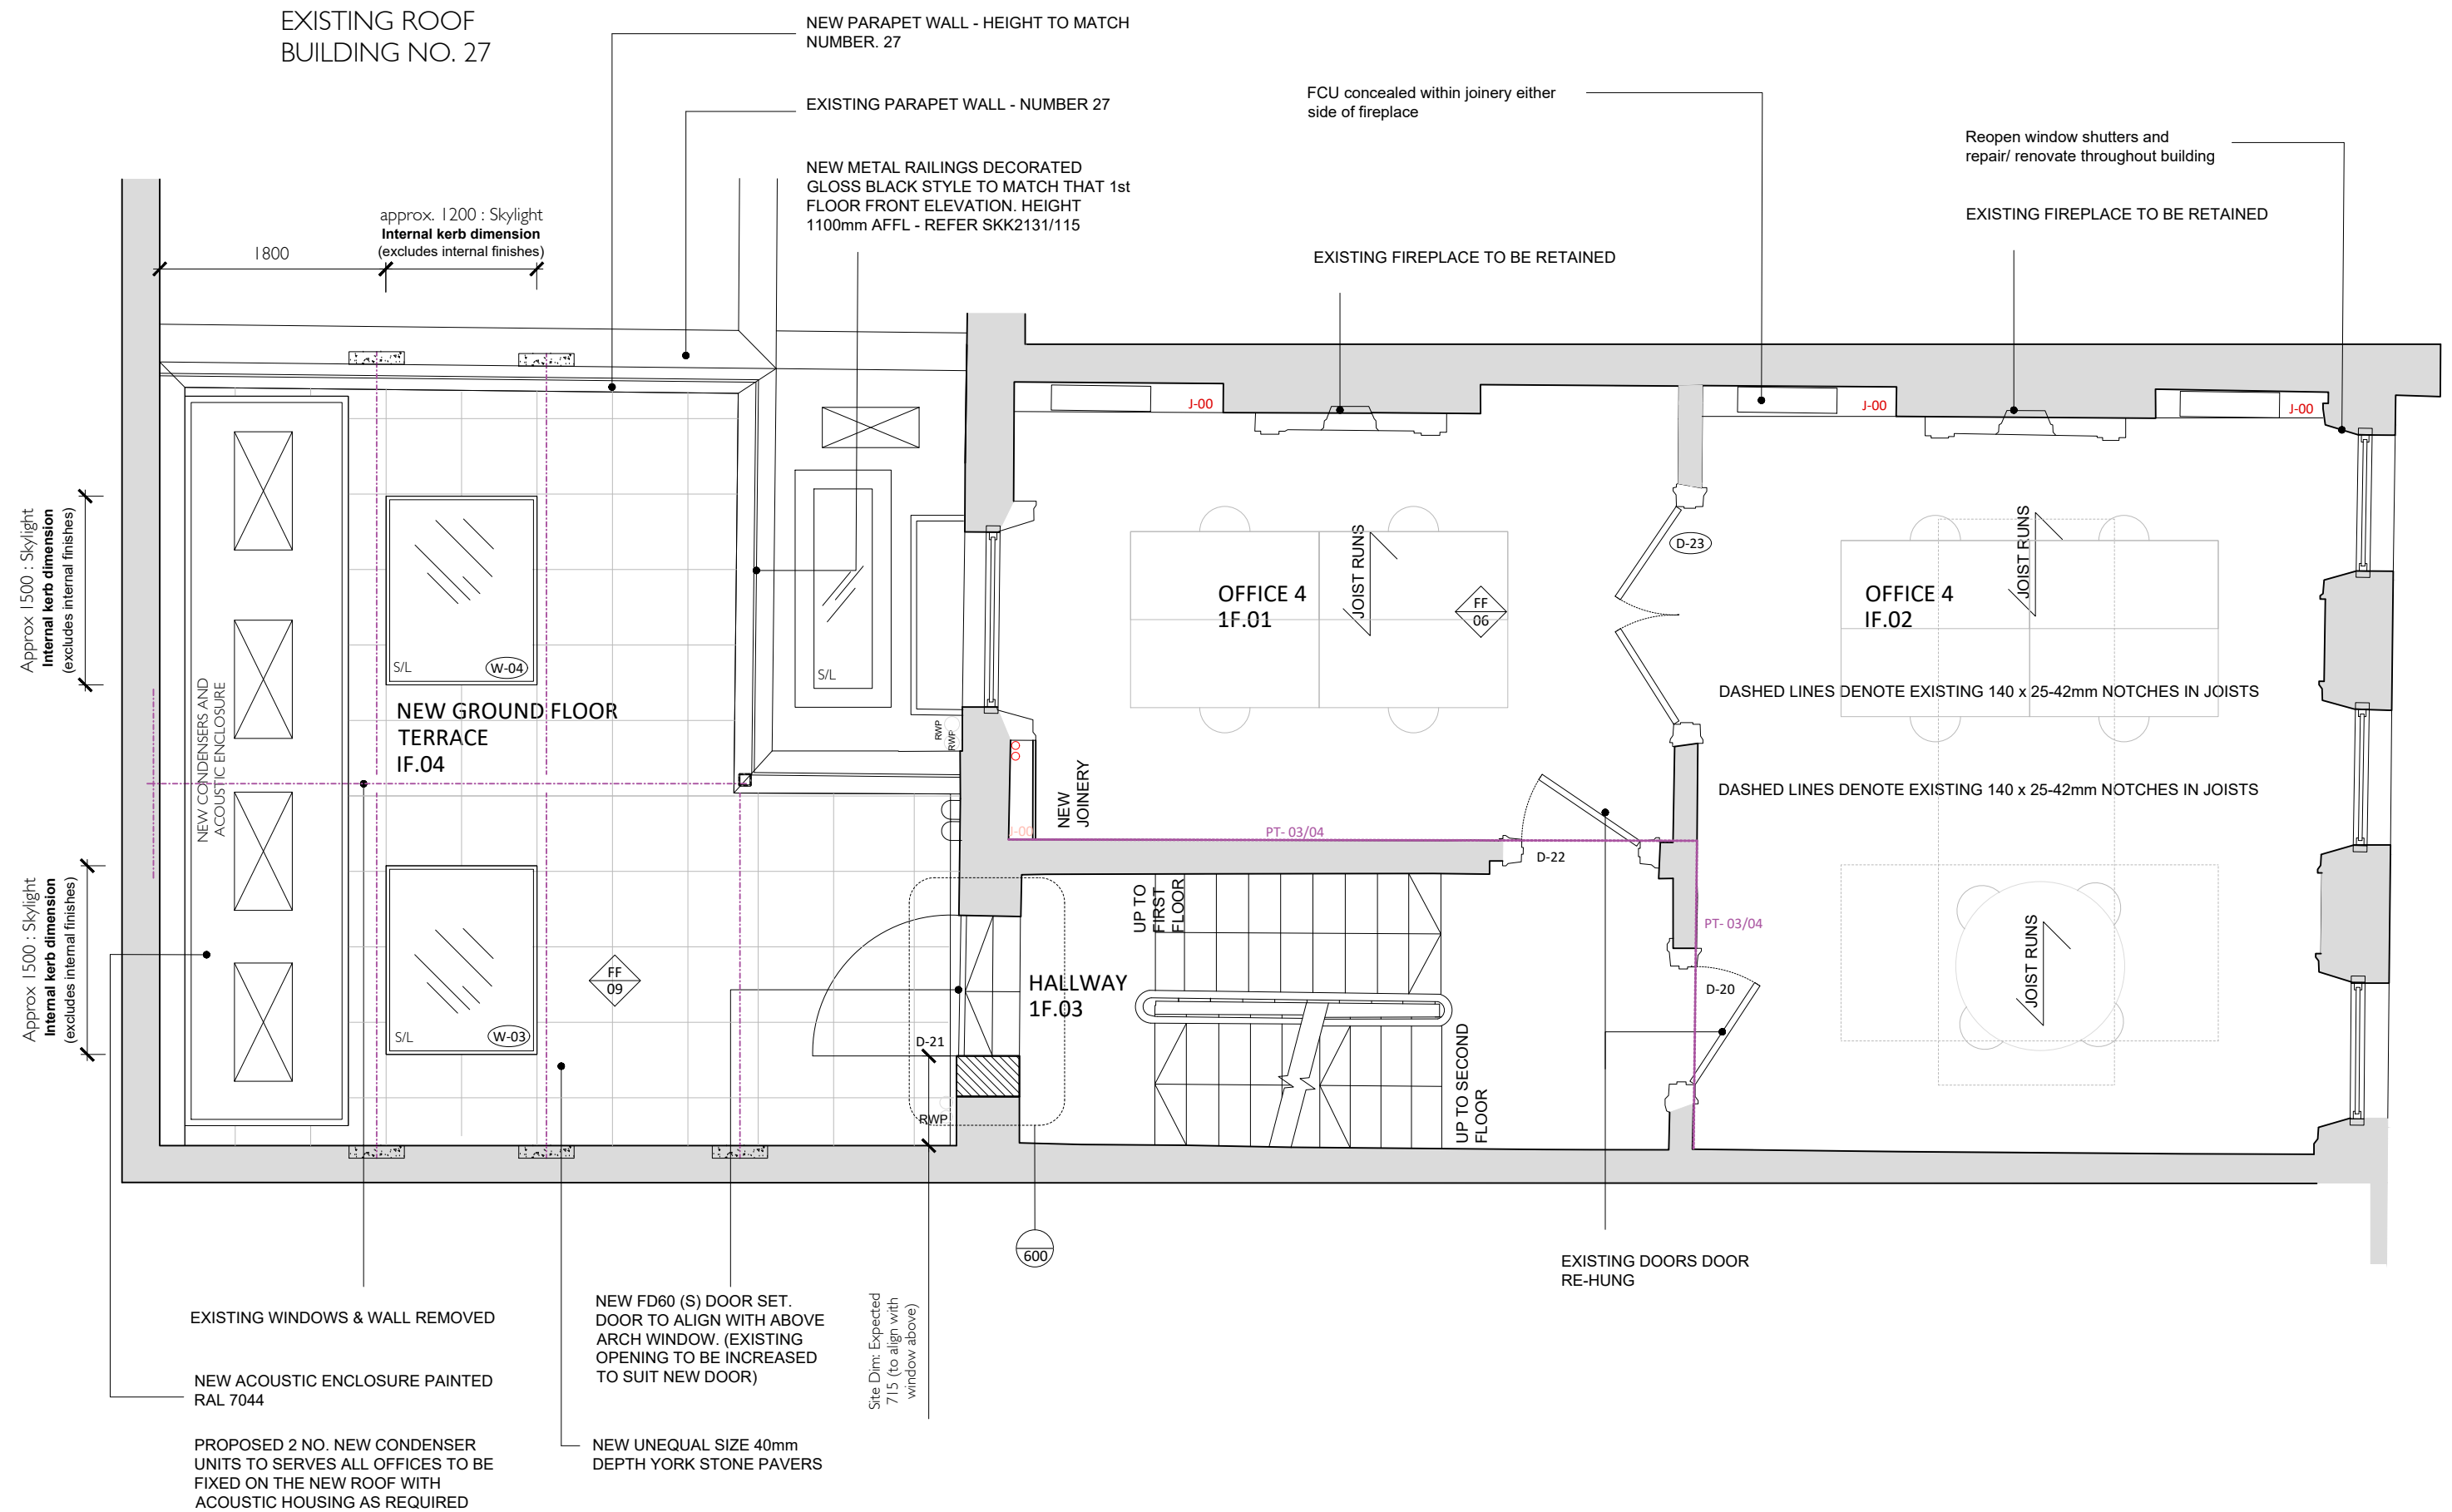 EXISTING ROOF
BUILDING NO. 27
NEW PARAPET WALL - HEIGHT TO MATCH
NUMBER. 27
EXISTING PARAPET WALL - NUMBER 27
NEW METAL RAILINGS DECORATED
GLOSS BLACK STYLE TO MATCH THAT 1st
FLOOR FRONT ELEVATION. HEIGHT
1100mm AFFL - REFER SKK2131/115
FCU concealed within joinery either
side of fireplace
Reopen window shutters and
repair/ renovate throughout building
EXISTING FIREPLACE TO BE RETAINED
EXISTING FIREPLACE TO BE RETAINED
approx. 1200 : Skylight
Internal kerb dimension
(excludes internal finishes)
1800
Approx 1500 : Skylight
Internal kerb dimension
(excludes internal finishes)
Approx 1500 : Skylight
Internal kerb dimension
(excludes internal finishes)
NEW CONDENSERS AND
ACOUSTIC ENCLOSURE
S/L
W-04
NEW GROUND FLOOR
TERRACE
IF.04
S/L
W-03
FF
09
S/L
RWP
RWP
J-00
J-00
J-00
OFFICE 4
1F.01
JOIST RUNS
FF
06
D-23
OFFICE 4
IF.02
JOIST RUNS
DASHED LINES DENOTE EXISTING 140 x 25-42mm NOTCHES IN JOISTS
DASHED LINES DENOTE EXISTING 140 x 25-42mm NOTCHES IN JOISTS
NEW
JOINERY
J-00
PT- 03/04
D-22
PT- 03/04
UP TO
FIRST
FLOOR
HALLWAY
1F.03
UP TO SECOND
FLOOR
D-20
JOIST RUNS
D-21
RWP
600
EXISTING DOORS DOOR
RE-HUNG
EXISTING WINDOWS & WALL REMOVED
NEW FD60 (S) DOOR SET.
DOOR TO ALIGN WITH ABOVE
ARCH WINDOW. (EXISTING
OPENING TO BE INCREASED
TO SUIT NEW DOOR)
Site Dim: Expected
715 (to align with
window above)
NEW ACOUSTIC ENCLOSURE PAINTED
RAL 7044
PROPOSED 2 NO. NEW CONDENSER
UNITS TO SERVES ALL OFFICES TO BE
FIXED ON THE NEW ROOF WITH
ACOUSTIC HOUSING AS REQUIRED
NEW UNEQUAL SIZE 40mm
DEPTH YORK STONE PAVERS